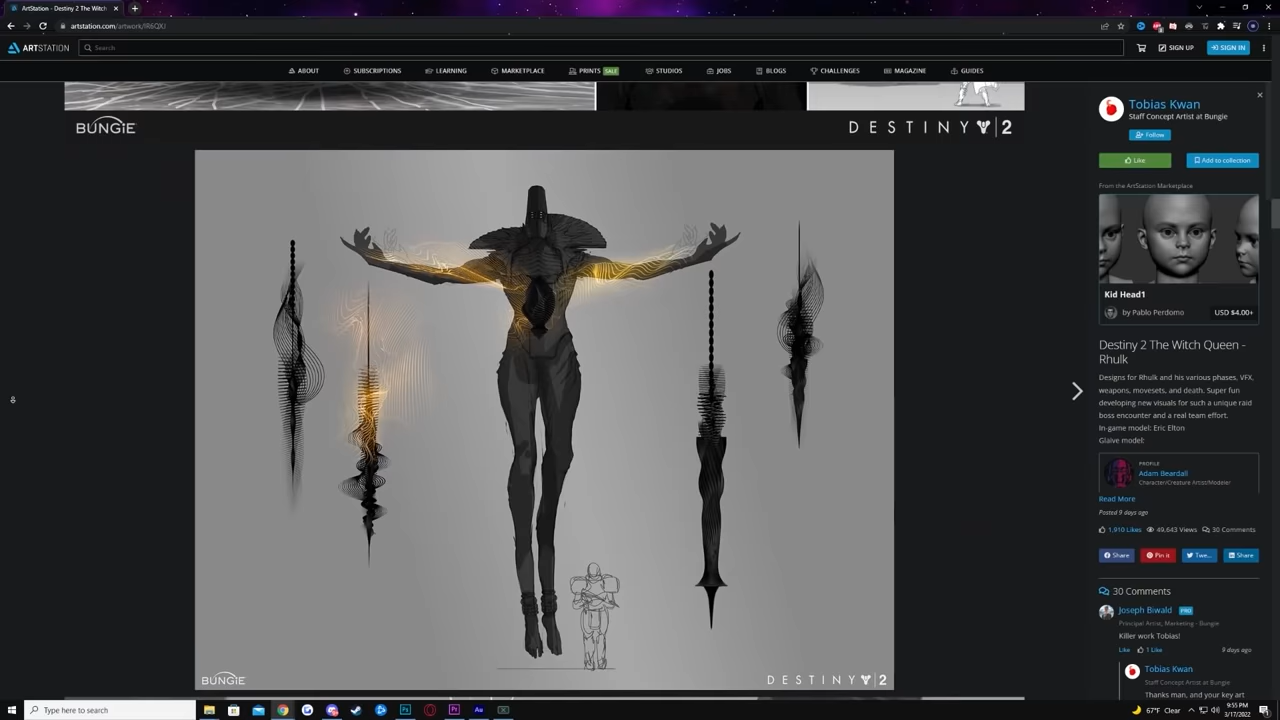 ArtStation - Destiny 2 The Witch
artstation.com/artwork/
ARTSTATION
Search
SIGN UP
SIGN IN
ABOUT
SUBSCRIPTIONS
LEARNING
MARKETPLACE
PRINTS SALE
STUDIOS
JOBS
BLOGS
CHALLENGES
MAGAZINE
GUIDES
BUNGiE
DESTINY 2
Tobias Kwan
Staff Concept Artist at Bungie
Follow
Like
Add to collection
From the ArtStation Marketplace
Kid Head1
by Pablo Perdomo
USD $4.00+
Destiny 2 The Witch Queen -
Rhulk
Designs for Rhulk and his various phases, VFX,
weapons, movesets, and death. Super fun
developing new visuals for such a unique raid
boss encounter and a real team effort.
In-game model: Eric Elton
Glaive model:
PROFILE
Adam Beardall
Character/Creature Artist/Modeler
Read More
Posted 9 days ago
1,910 Likes
49,643 Views
30 Comments
Share
Pin it
Twe...
Share
30 Comments
Joseph Biwald PRO
Principal Artist, Marketing - Bungie
Killer work Tobias!
Like
1 Like
9 days ago
Tobias Kwan
Staff Concept Artist at Bungie
Thanks man, and your key art
BUNGiE
DESTINY 2
Type here to search
67°F Clear
9:55 PM
3/17/2022